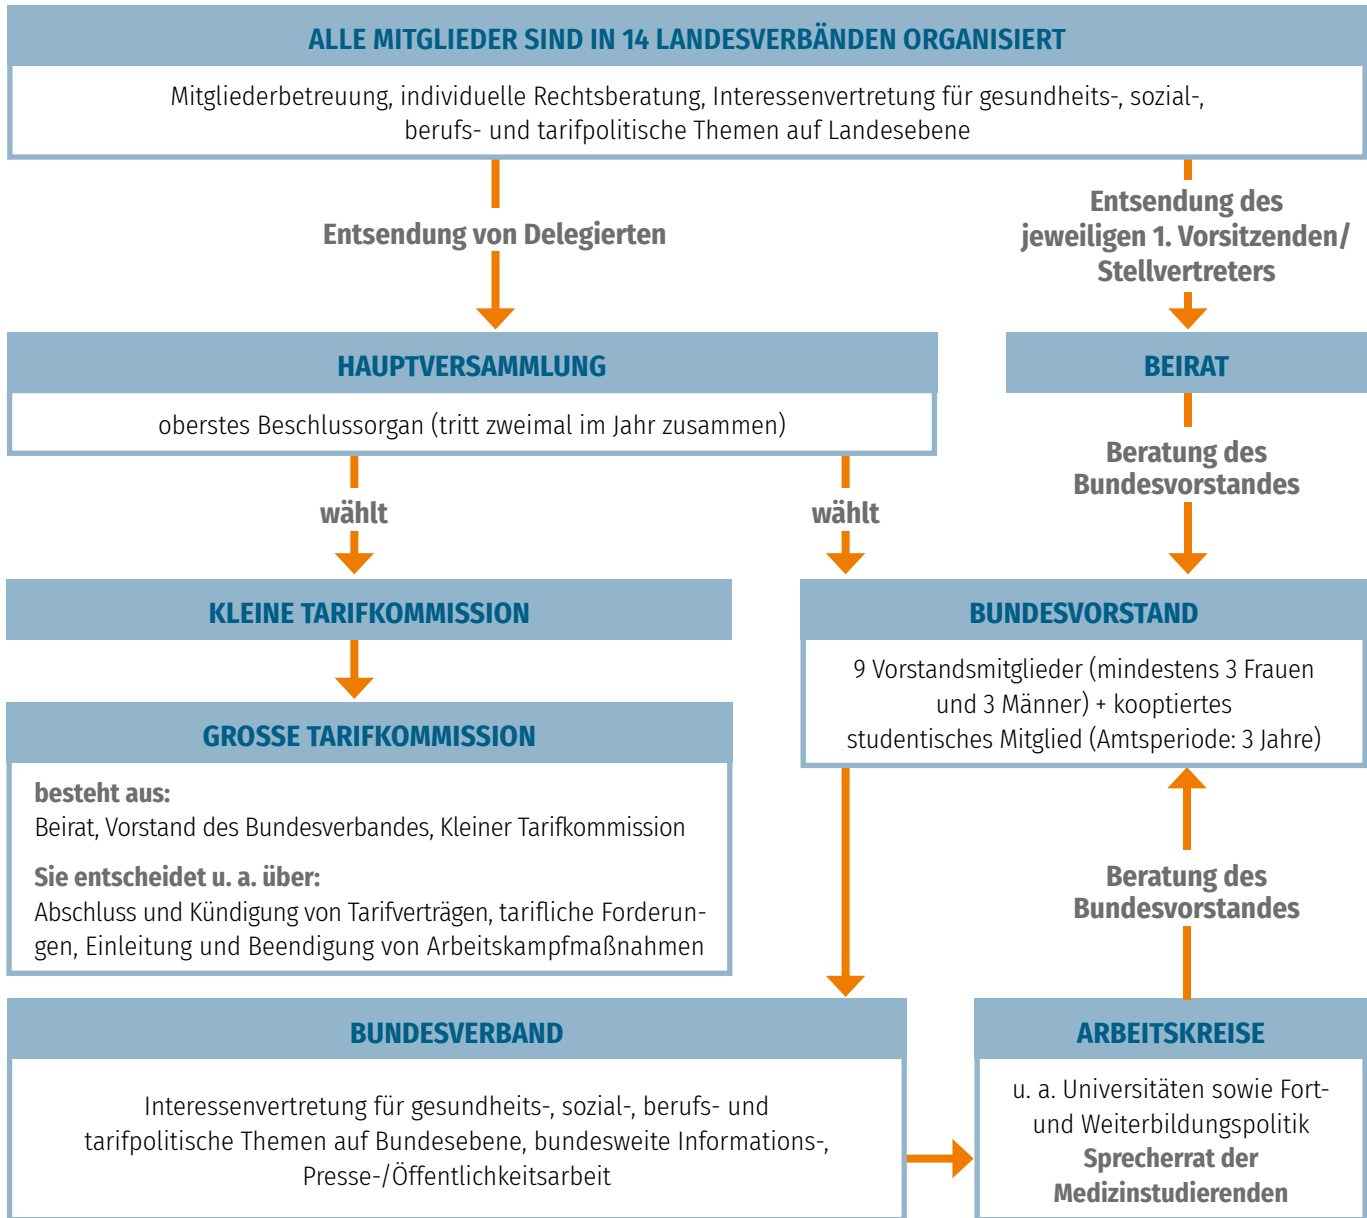 ALLE MITGLIEDER SIND IN 14 LANDESVERBÄNDEN ORGANISIERT
Mitgliederbetreuung, individuelle Rechtsberatung, Interessenvertretung für gesundheits-, sozial-,
berufs- und tarifpolitische Themen auf Landesebene
Entsendung von Delegierten
Entsendung des
jeweiligen 1. Vorsitzenden/
Stellvertreters
HAUPTVERSAMMLUNG
oberstes Beschlussorgan (tritt zweimal im Jahr zusammen)
BEIRAT
wählt
wählt
Beratung des
Bundesvorstandes
KLEINE TARIFKOMMISSION
BUNDESVORSTAND
9 Vorstandsmitglieder (mindestens 3 Frauen
und 3 Männer) + kooptiertes
studentisches Mitglied (Amtsperiode: 3 Jahre)
GROSSE TARIFKOMMISSION
besteht aus:
Beirat, Vorstand des Bundesverbandes, Kleiner Tarifkommission
Sie entscheidet u. a. über:
Abschluss und Kündigung von Tarifverträgen, tarifliche Forderun-
gen, Einleitung und Beendigung von Arbeitskampfmaßnahmen
Beratung des
Bundesvorstandes
BUNDESVERBAND
Interessenvertretung für gesundheits-, sozial-, berufs- und
tarifpolitische Themen auf Bundesebene, bundesweite Informations-,
Presse-/Öffentlichkeitsarbeit
ARBEITSKREISE
u. a. Universitäten sowie Fort-
und Weiterbildungspolitik
Sprecherrat der
Medizinstudierenden